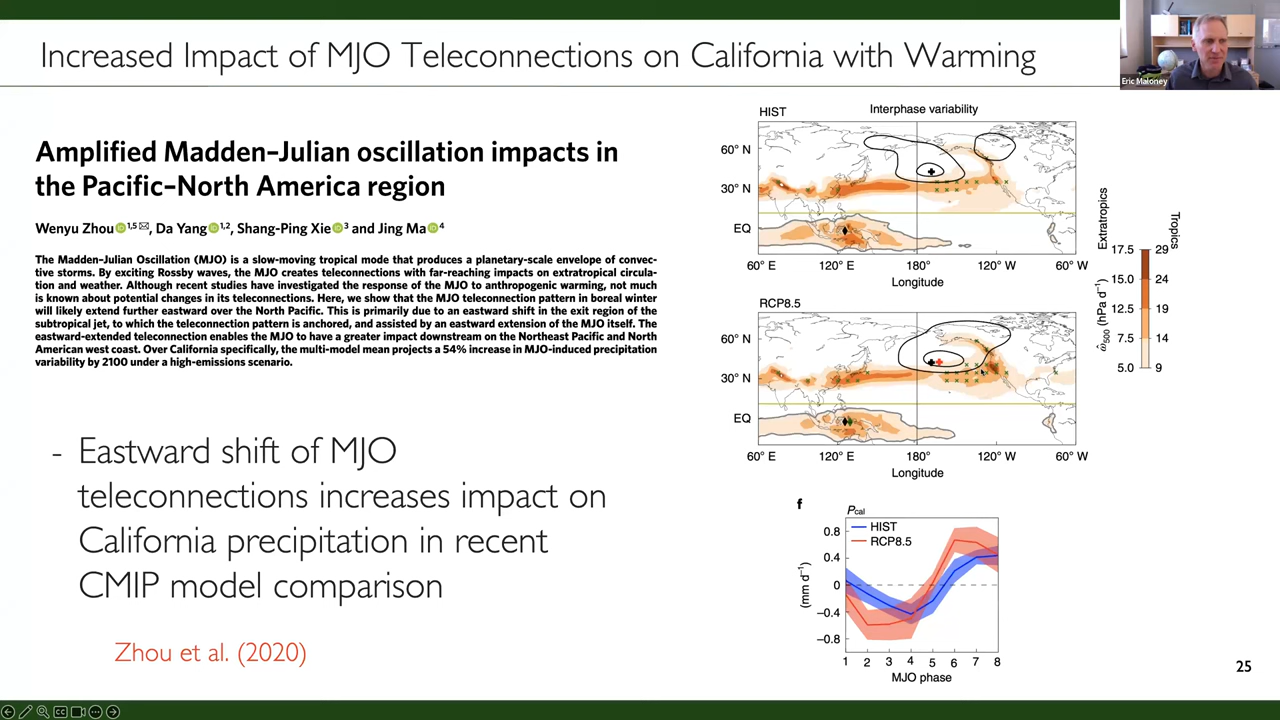 Increased Impact of MJO Teleconnections on California with Warming
Eric Maloney
Amplified Madden–Julian oscillation impacts in
the Pacific–North America region
Wenyu Zhou 1,5, Da Yang 1,2, Shang-Ping Xie 3 and Jing Ma 4
The Madden–Julian Oscillation (MJO) is a slow-moving tropical mode that produces a planetary-scale envelope of convec-
tive storms. By exciting Rossby waves, the MJO creates teleconnections with far-reaching impacts on extratropical circula-
tion and weather. Although recent studies have investigated the response of the MJO to anthropogenic warming, not much
is known about potential changes in its teleconnections. Here, we show that the MJO teleconnection pattern in boreal winter
will likely extend further eastward over the North Pacific. This is primarily due to an eastward shift in the exit region of the
subtropical jet, to which the teleconnection pattern is anchored, and assisted by an eastward extension of the MJO itself. The
eastward-extended teleconnection enables the MJO to have a greater impact downstream on the Northeast Pacific and North
American west coast. Over California specifically, the multi-model mean projects a 54% increase in MJO-induced precipitation
variability by 2100 under a high-emissions scenario.
- Eastward shift of MJO
teleconnections increases impact on
California precipitation in recent
CMIP model comparison
Zhou et al. (2020)
HIST
Interphase variability
60° N
30° N
EQ
60° E 120° E 180° 120° W 60° W
Longitude
RCP8.5
60° N
30° N
EQ
60° E 120° E 180° 120° W 60° W
Longitude
Extratropics
Tropics
17.5 29
15.0 24
12.5 19
7.5 14
5.0 9
ω̂500 (hPa d−1)
f
Pcal
HIST
RCP8.5
0.8
0.4
0
−0.4
−0.8
(mm d−1)
1 2 3 4 5 6 7 8
MJO phase
25